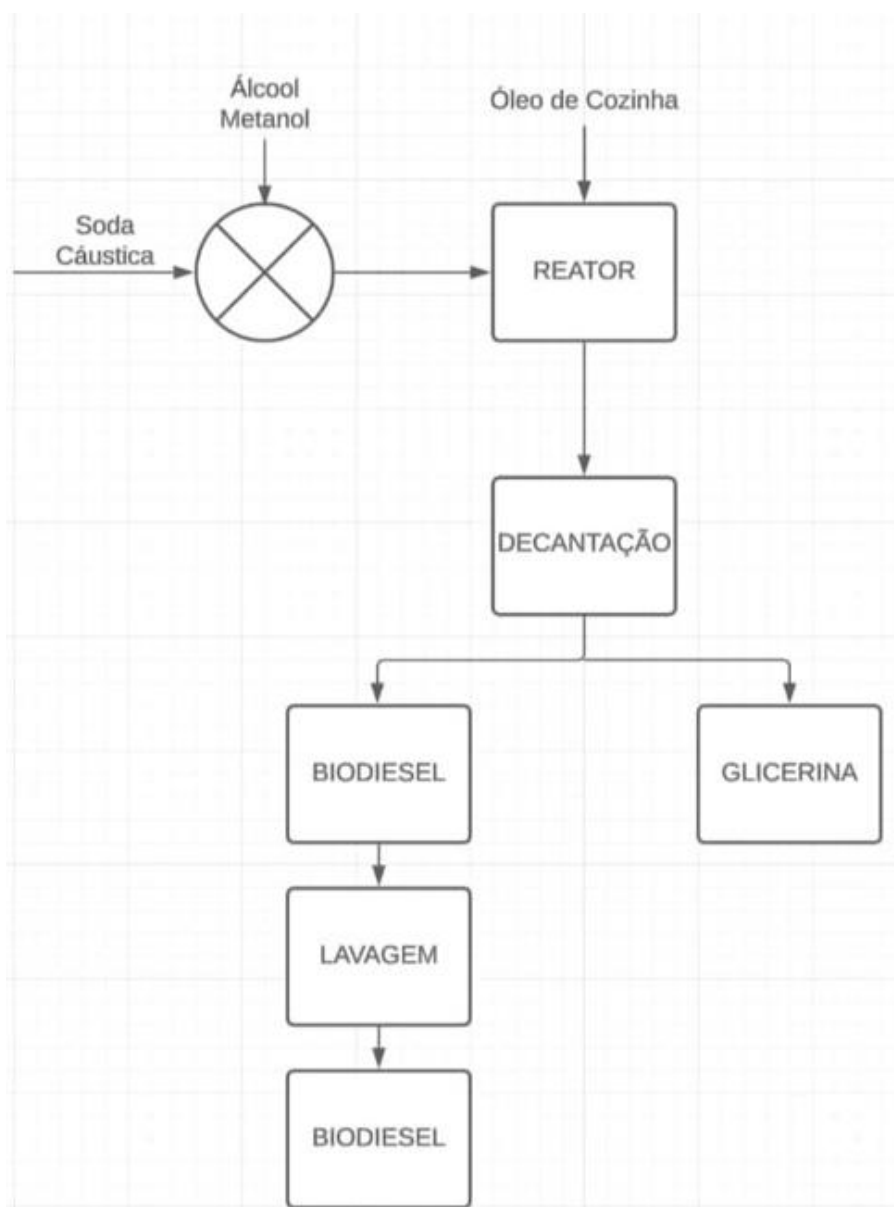 Álcool
Metanol
Óleo de Cozinha
Soda
Cáustica
REATOR
DECANTAÇÃO
BIODIESEL
GLICERINA
LAVAGEM
BIODIESEL